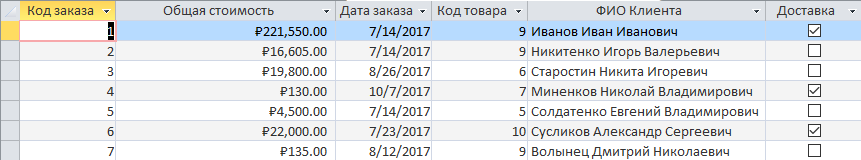 Код заказа Общая стоимость Дата заказа Код товара ФИО Клиента Доставка
1 ₽221,550.00 7/14/2017 9 Иванов Иван Иванович
2 ₽16,605.00 7/14/2017 9 Никитенко Игорь Валерьевич
3 ₽19,800.00 8/26/2017 6 Старостин Никита Игоревич
4 ₽130.00 10/7/2017 7 Миненков Николай Владимирович
5 ₽4,500.00 7/14/2017 5 Солдатенко Евгений Владимирович
6 ₽22,000.00 7/23/2017 10 Сусликов Александр Сергеевич
7 ₽135.00 8/12/2017 9 Волынец Дмитрий Николаевич